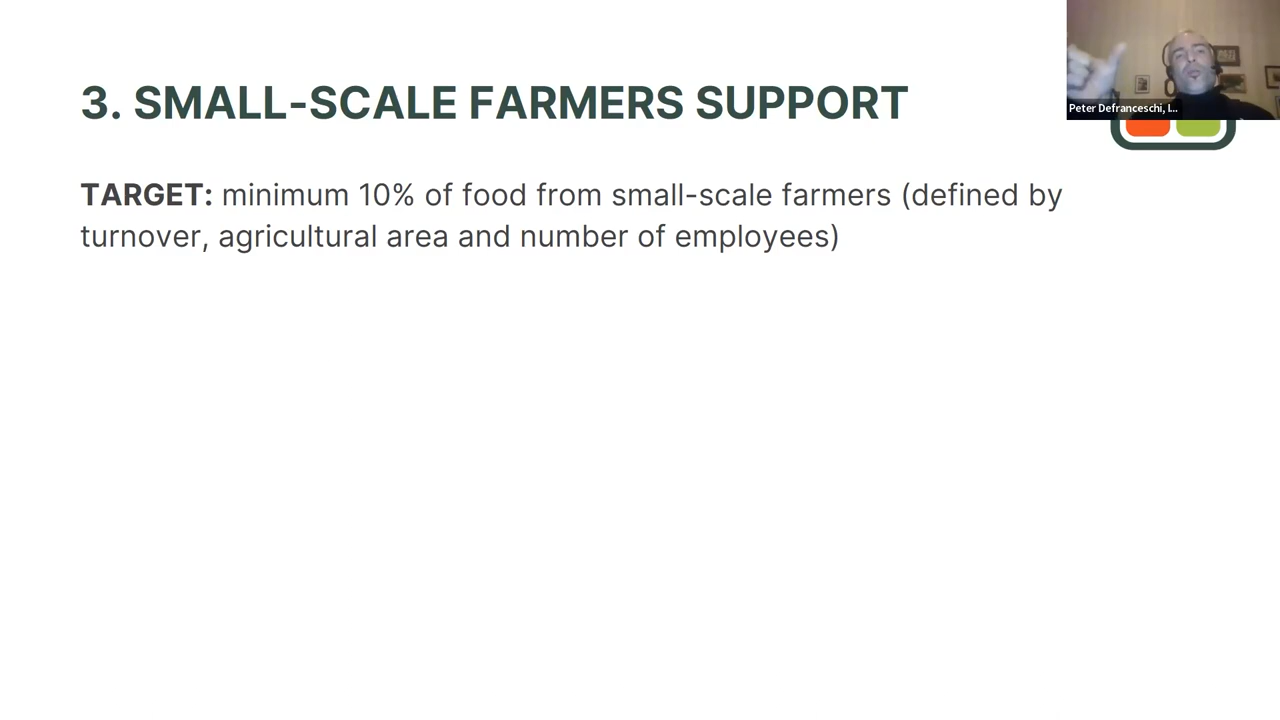 3. SMALL-SCALE FARMERS SUPPORT
TARGET: minimum 10% of food from small-scale farmers (defined by
turnover, agricultural area and number of employees)
Peter Defranceschi, I...